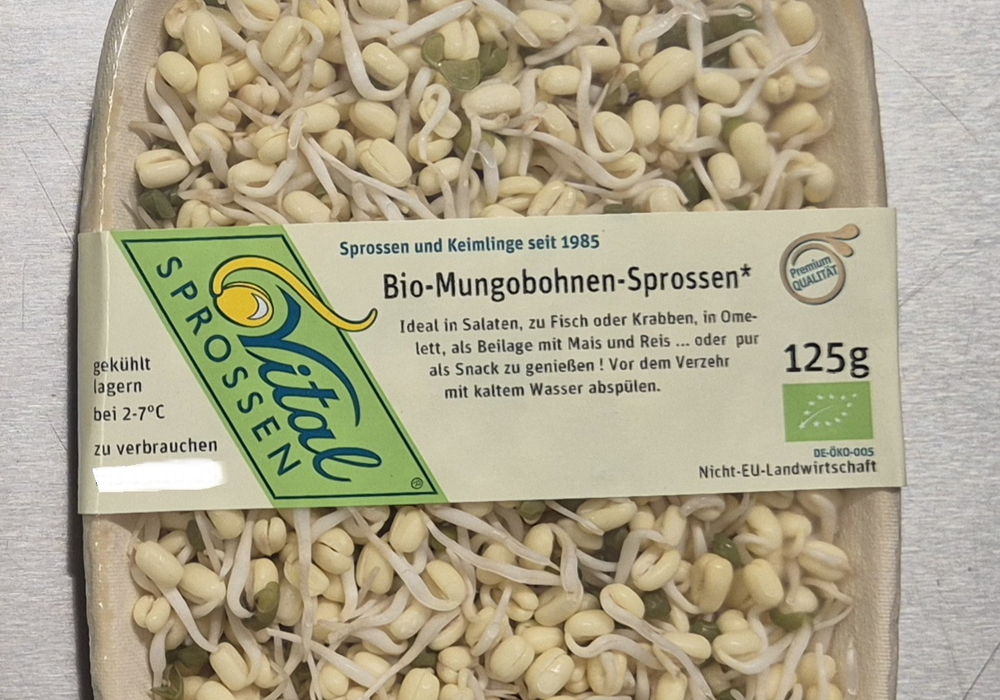 Sprossen und Keimlinge seit 1985
Bio-Mungobohnen-Sprossen*
Ideal in Salaten, zu Fisch oder Krabben, in Ome-
lett, als Beilage mit Mais und Reis ... oder pur
als Snack zu genießen ! Vor dem Verzehr
mit kaltem Wasser abspülen.
gekühlt
lagern
bei 2-7°C
zu verbrauchen
Vital
SPROSSEN
®
Premium
QUALITÄT
125g
DE-ÖKO-005
Nicht-EU-Landwirtschaft